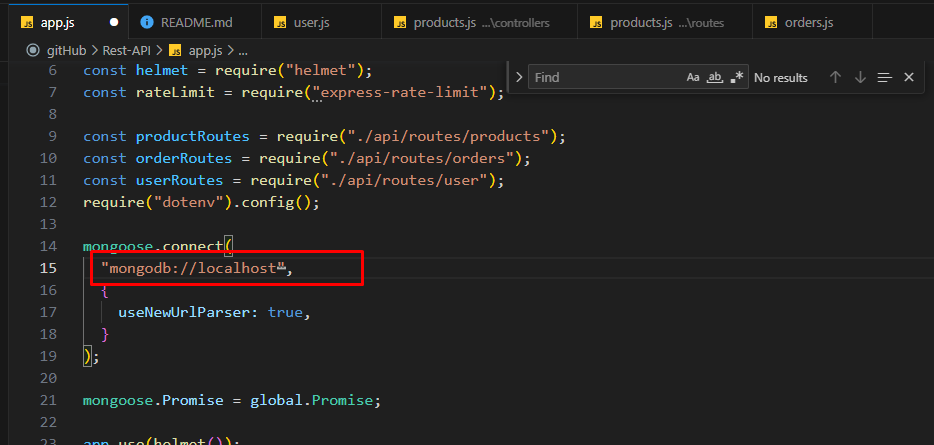 JS app.js ● README.md JS user.js JS products.js ...\controllers JS products.js ...\routes JS orders.js
gitHub > Rest-API > JS app.js > ...
Find Aa ab .* No results
6 const helmet = require("helmet");
7 const rateLimit = require("express-rate-limit");
8
9 const productRoutes = require("./api/routes/products");
10 const orderRoutes = require("./api/routes/orders");
11 const userRoutes = require("./api/routes/user");
12 require("dotenv").config();
13
14 mongoose.connect(
15 "mongodb://localhost",
16 {
17 useNewUrlParser: true,
18 }
19 );
20
21 mongoose.Promise = global.Promise;
22
23 app.use(helmet());